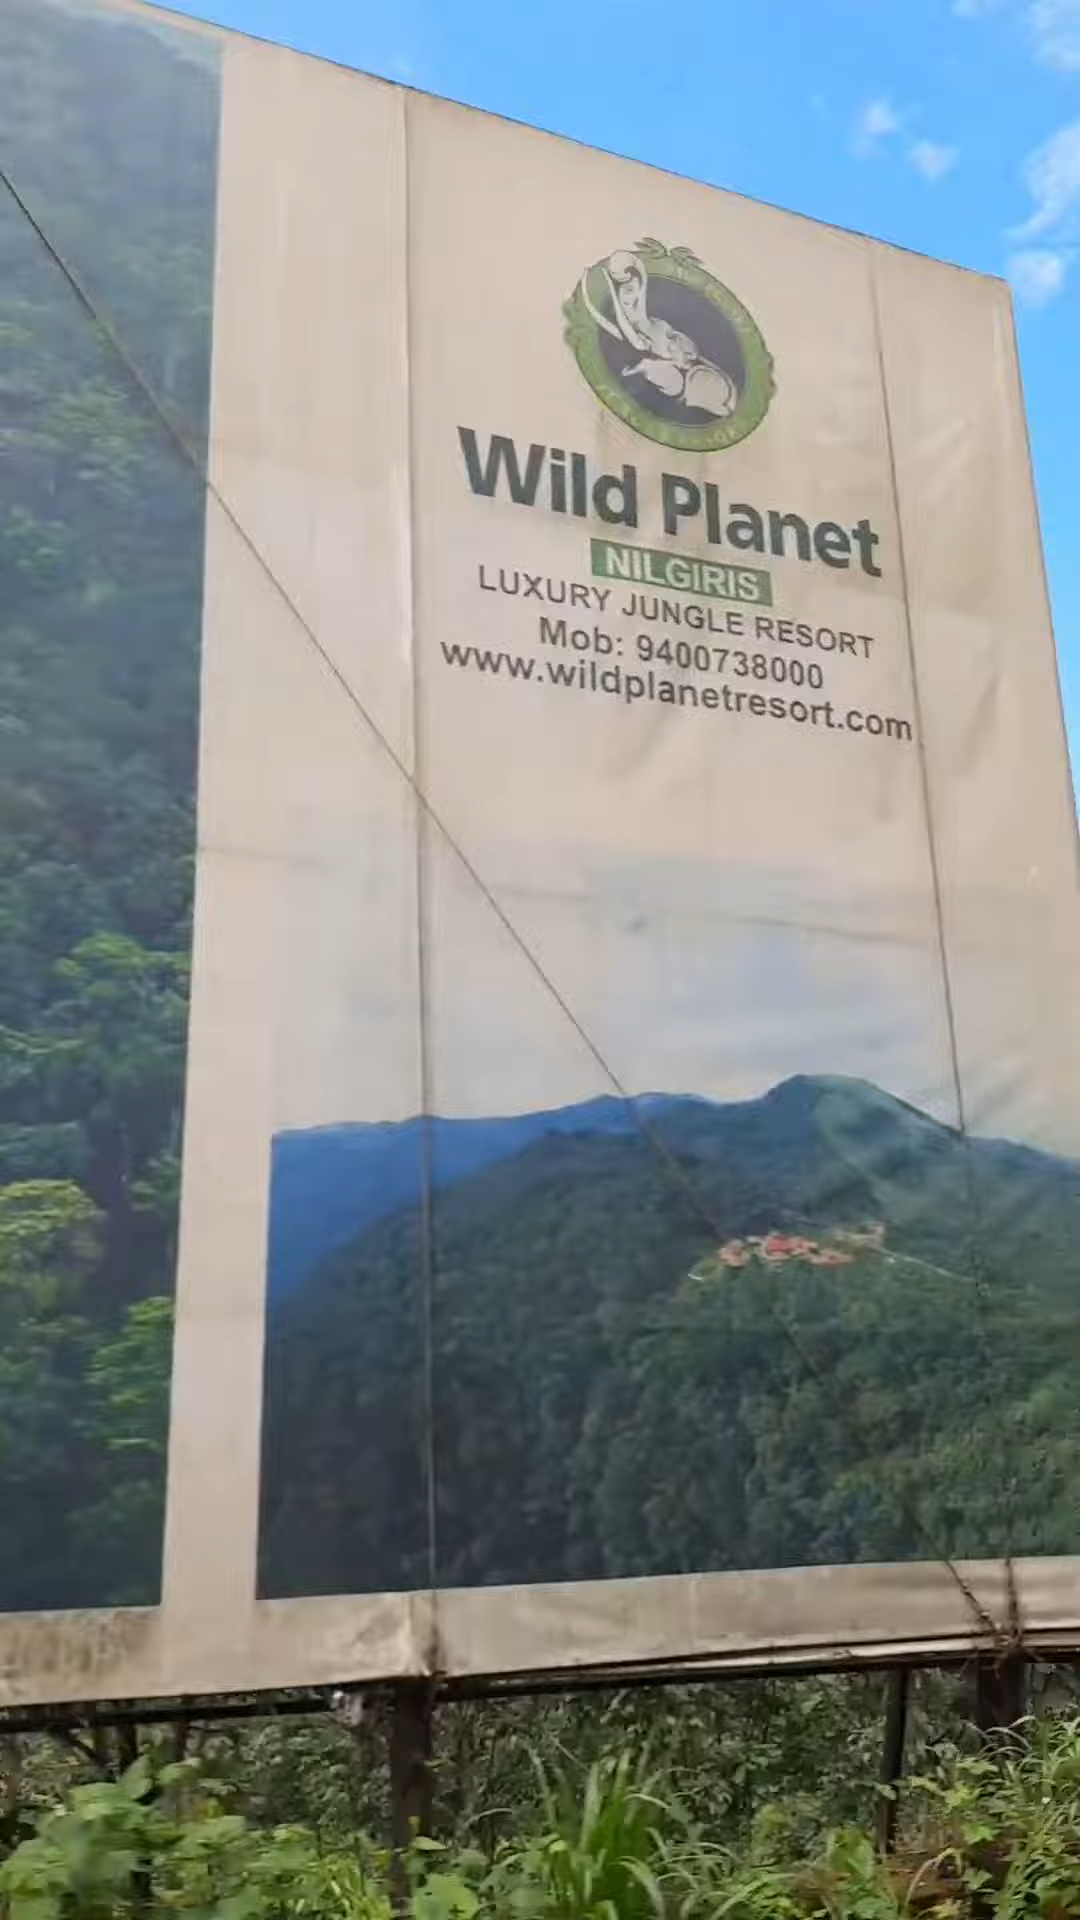 Wild Planet
NILGIRIS
LUXURY JUNGLE RESORT
Mob: 9400738000
www.wildplanetresort.com